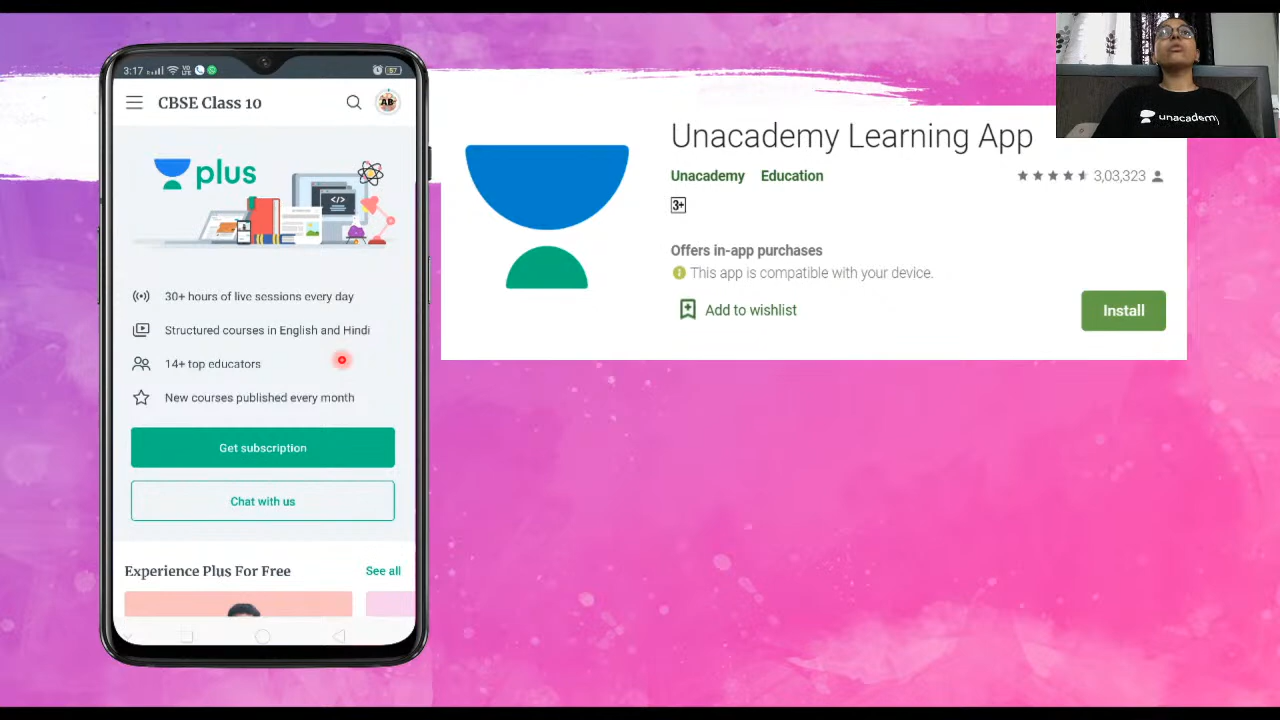 3:17
CBSE Class 10
AB
plus
30+ hours of live sessions every day
Structured courses in English and Hindi
14+ top educators
New courses published every month
Get subscription
Chat with us
Experience Plus For Free
See all
Unacademy Learning App
Unacademy Education
3,03,323
3+
Offers in-app purchases
This app is compatible with your device.
Add to wishlist
Install
unacademy